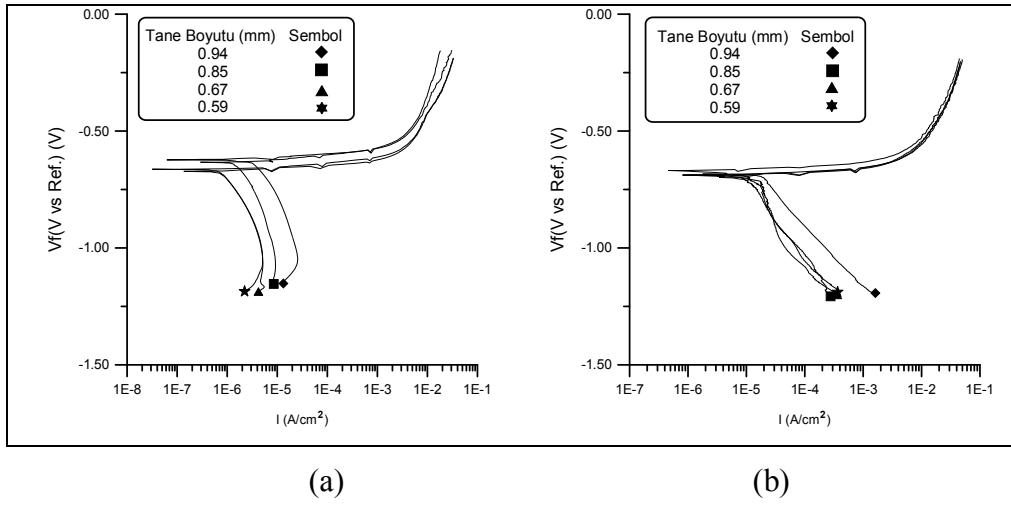 Tane Boyutu (mm) Sembol
0.94
0.85
0.67
0.59
0.00
-0.50
-1.00
-1.50
Vf(V vs Ref.) (V)
1E-8 1E-7 1E-6 1E-5 1E-4 1E-3 1E-2 1E-1
I (A/cm²)
Tane Boyutu (mm) Sembol
0.94
0.85
0.67
0.59
0.00
-0.50
-1.00
-1.50
Vf(V vs Ref.) (V)
1E-7 1E-6 1E-5 1E-4 1E-3 1E-2 1E-1
I (A/cm²)
(a) (b)